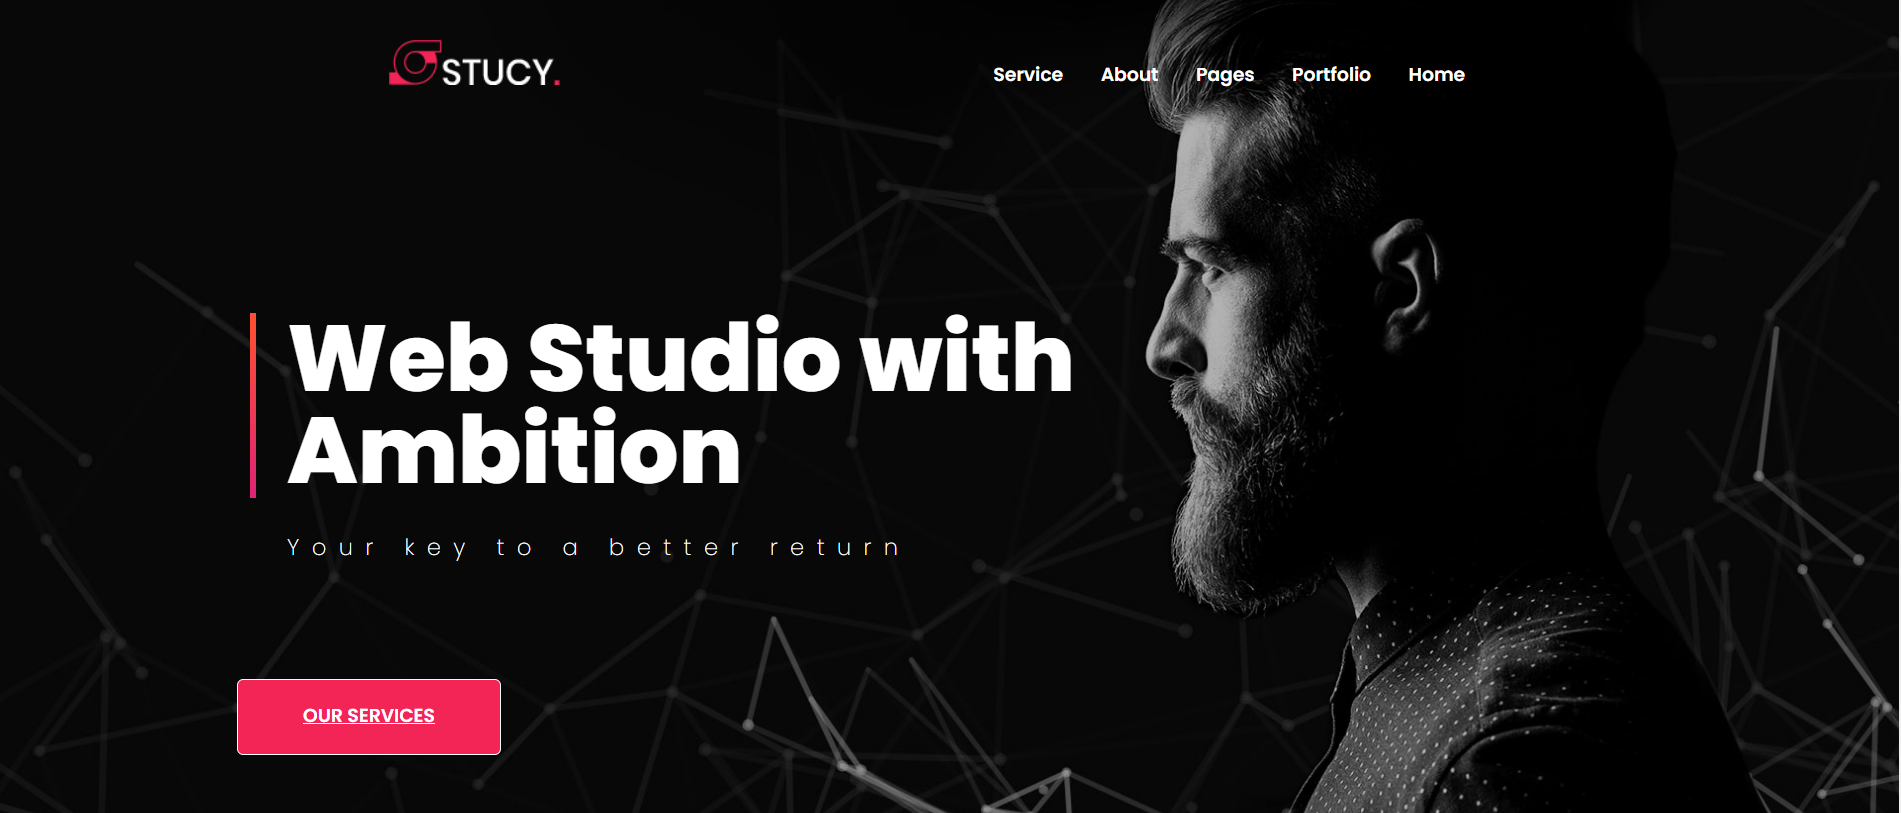 STUCY.
Service About Pages Portfolio Home
Web Studio with
Ambition
Your key to a better return
OUR SERVICES